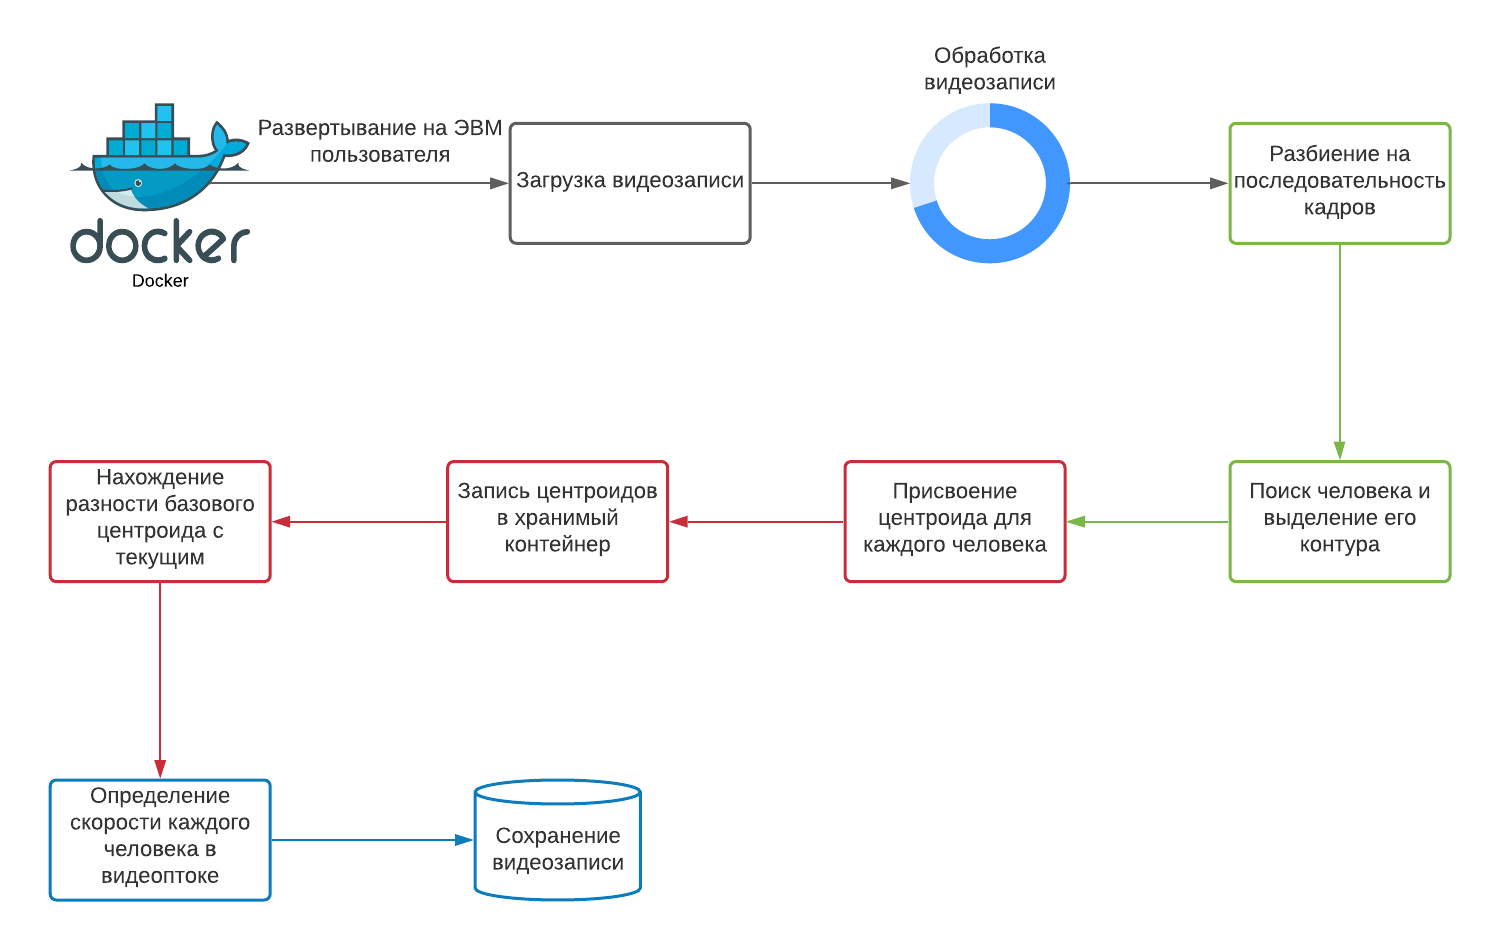 Обработка
видеозаписи
Развертывание на ЭВМ
пользователя
docker
Docker
Загрузка видеозаписи
Разбиение на
последовательность
кадров
Поиск человека и
выделение его
контура
Присвоение
центроида для
каждого человека
Запись центроидов
в хранимый
контейнер
Нахождение
разности базового
центроида с
текущим
Определение
скорости каждого
человека в
видеоптоке
Сохранение
видеозаписи